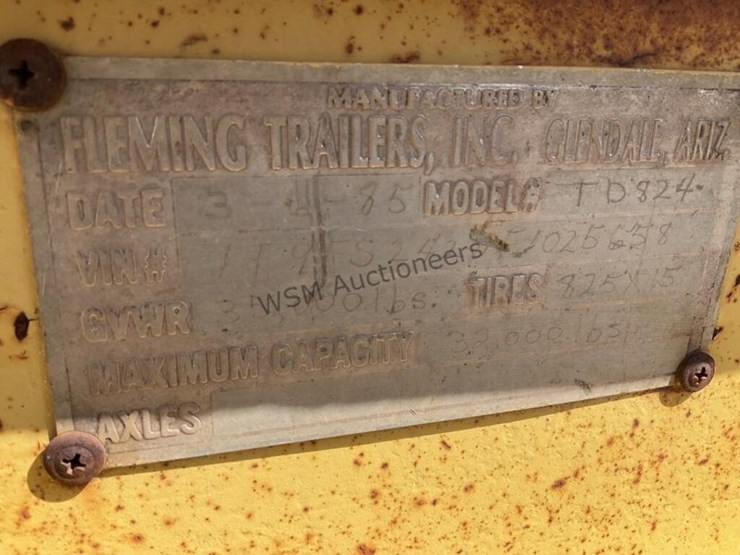 MANUFACTURED BY
FLEMING TRAILERS, INC. GLENDALE, ARIZ.
DATE 3 85 MODEL# TD824
VIN#
GVWR lbs. TIRES 825X15
MAXIMUM CAPACITY lbs
AXLES
WSM Auctioneers